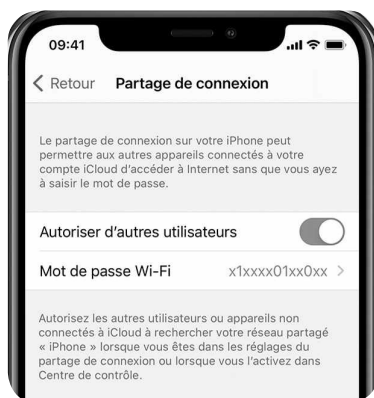 09:41
Retour Partage de connexion
Le partage de connexion sur votre iPhone peut
permettre aux autres appareils connectés à votre
compte iCloud d'accéder à Internet sans que vous ayez
à saisir le mot de passe.
Autoriser d'autres utilisateurs
Mot de passe Wi-Fi x1xxxx01xx0xx
Autorisez les autres utilisateurs ou appareils non
connectés à iCloud à rechercher votre réseau partagé
« iPhone » lorsque vous êtes dans les réglages du
partage de connexion ou lorsque vous l'activez dans
Centre de contrôle.